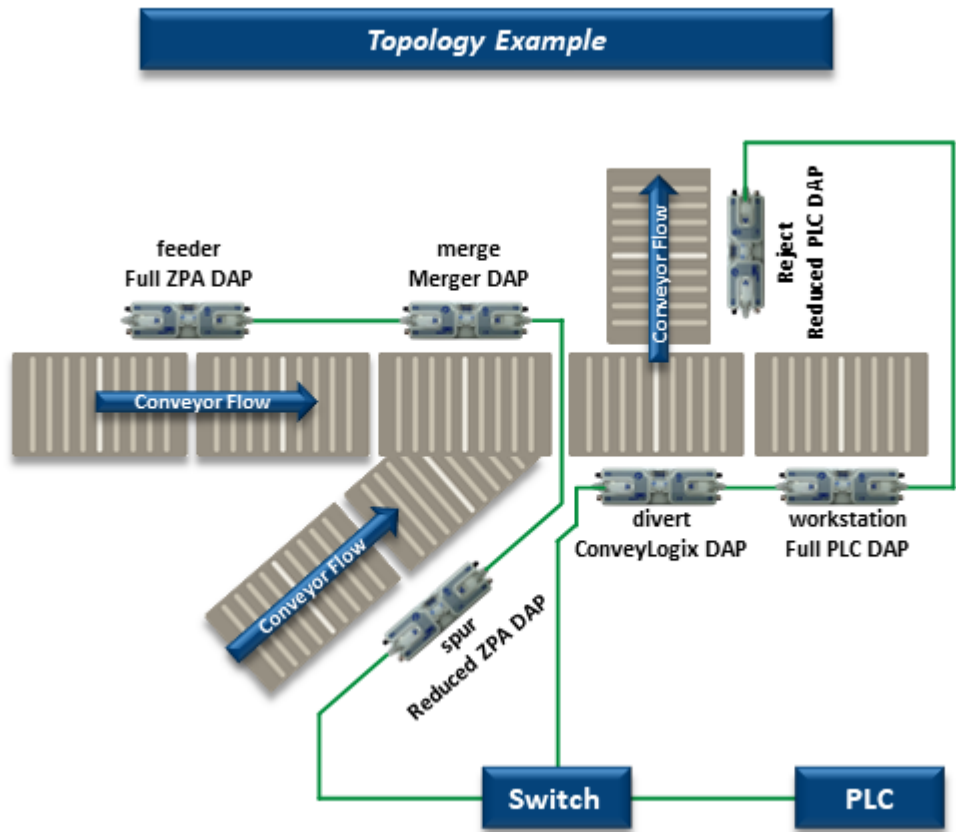 Topology Example
feeder
Full ZPA DAP
merge
Merger DAP
Reject
Reduced PLC DAP
Conveyor Flow
Conveyor Flow
Conveyor Flow
divert
ConveyLogix DAP
workstation
Full PLC DAP
spur
Reduced ZPA DAP
Switch
PLC